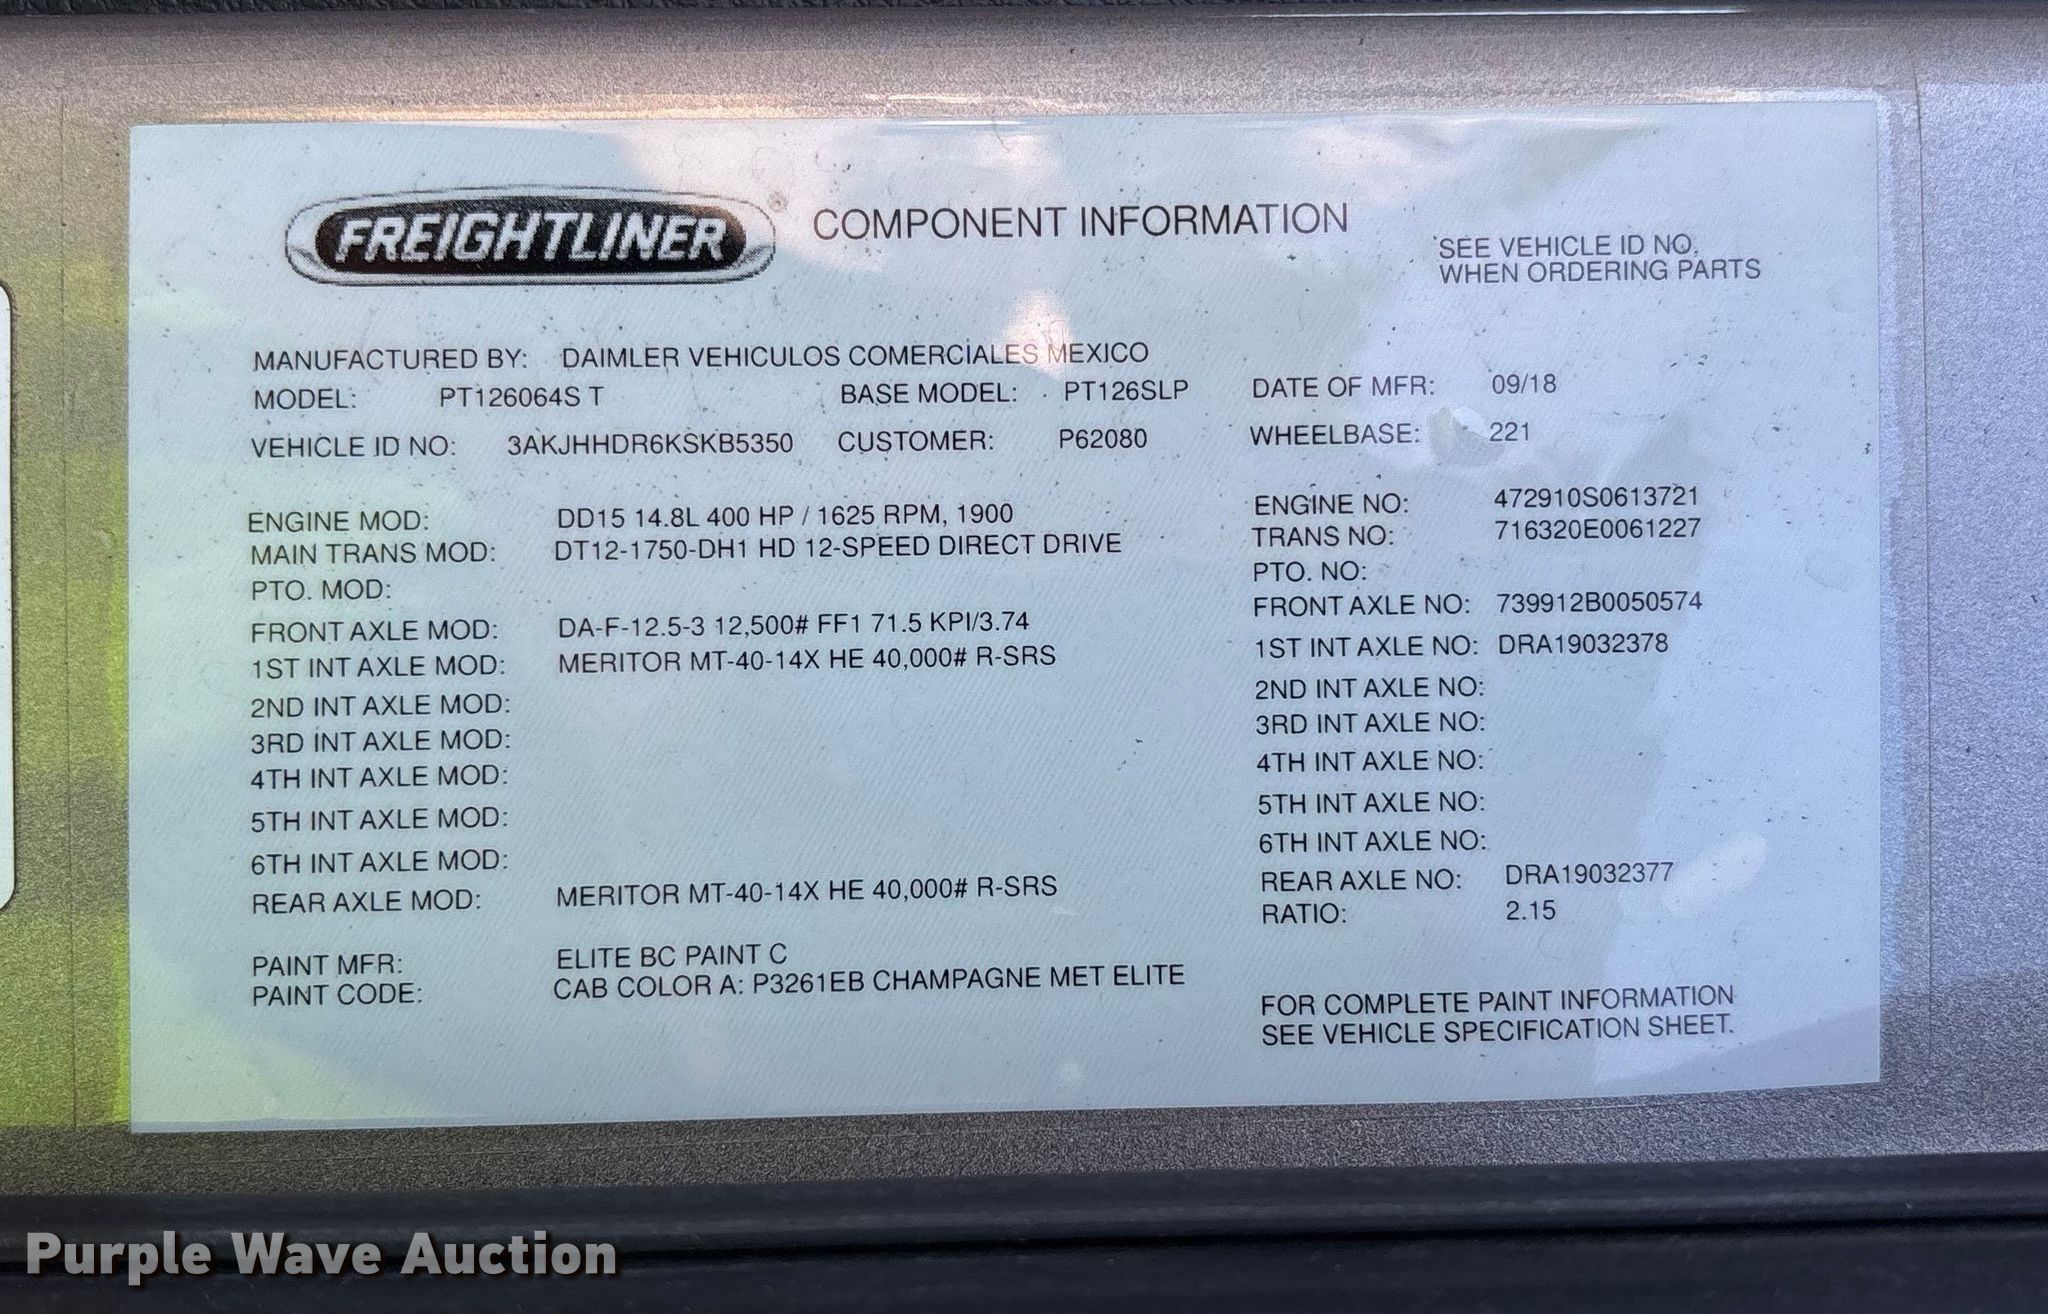 FREIGHTLINER ® COMPONENT INFORMATION
SEE VEHICLE ID NO.
WHEN ORDERING PARTS
MANUFACTURED BY: DAIMLER VEHICULOS COMERCIALES MEXICO
MODEL: PT126064S T BASE MODEL: PT126SLP DATE OF MFR: 09/18
VEHICLE ID NO: 3AKJHHDR6KSKB5350 CUSTOMER: P62080 WHEELBASE: 221
ENGINE MOD: DD15 14.8L 400 HP / 1625 RPM, 1900 ENGINE NO: 472910S0613721
MAIN TRANS MOD: DT12-1750-DH1 HD 12-SPEED DIRECT DRIVE TRANS NO: 716320E0061227
PTO. MOD: PTO. NO:
FRONT AXLE MOD: DA-F-12.5-3 12,500# FF1 71.5 KPI/3.74 FRONT AXLE NO: 739912B0050574
1ST INT AXLE MOD: MERITOR MT-40-14X HE 40,000# R-SRS 1ST INT AXLE NO: DRA19032378
2ND INT AXLE MOD: 2ND INT AXLE NO:
3RD INT AXLE MOD: 3RD INT AXLE NO:
4TH INT AXLE MOD: 4TH INT AXLE NO:
5TH INT AXLE MOD: 5TH INT AXLE NO:
6TH INT AXLE MOD: 6TH INT AXLE NO:
REAR AXLE MOD: MERITOR MT-40-14X HE 40,000# R-SRS REAR AXLE NO: DRA19032377
RATIO: 2.15
PAINT MFR: ELITE BC PAINT C
PAINT CODE: CAB COLOR A: P3261EB CHAMPAGNE MET ELITE
FOR COMPLETE PAINT INFORMATION
SEE VEHICLE SPECIFICATION SHEET.
Purple Wave Auction